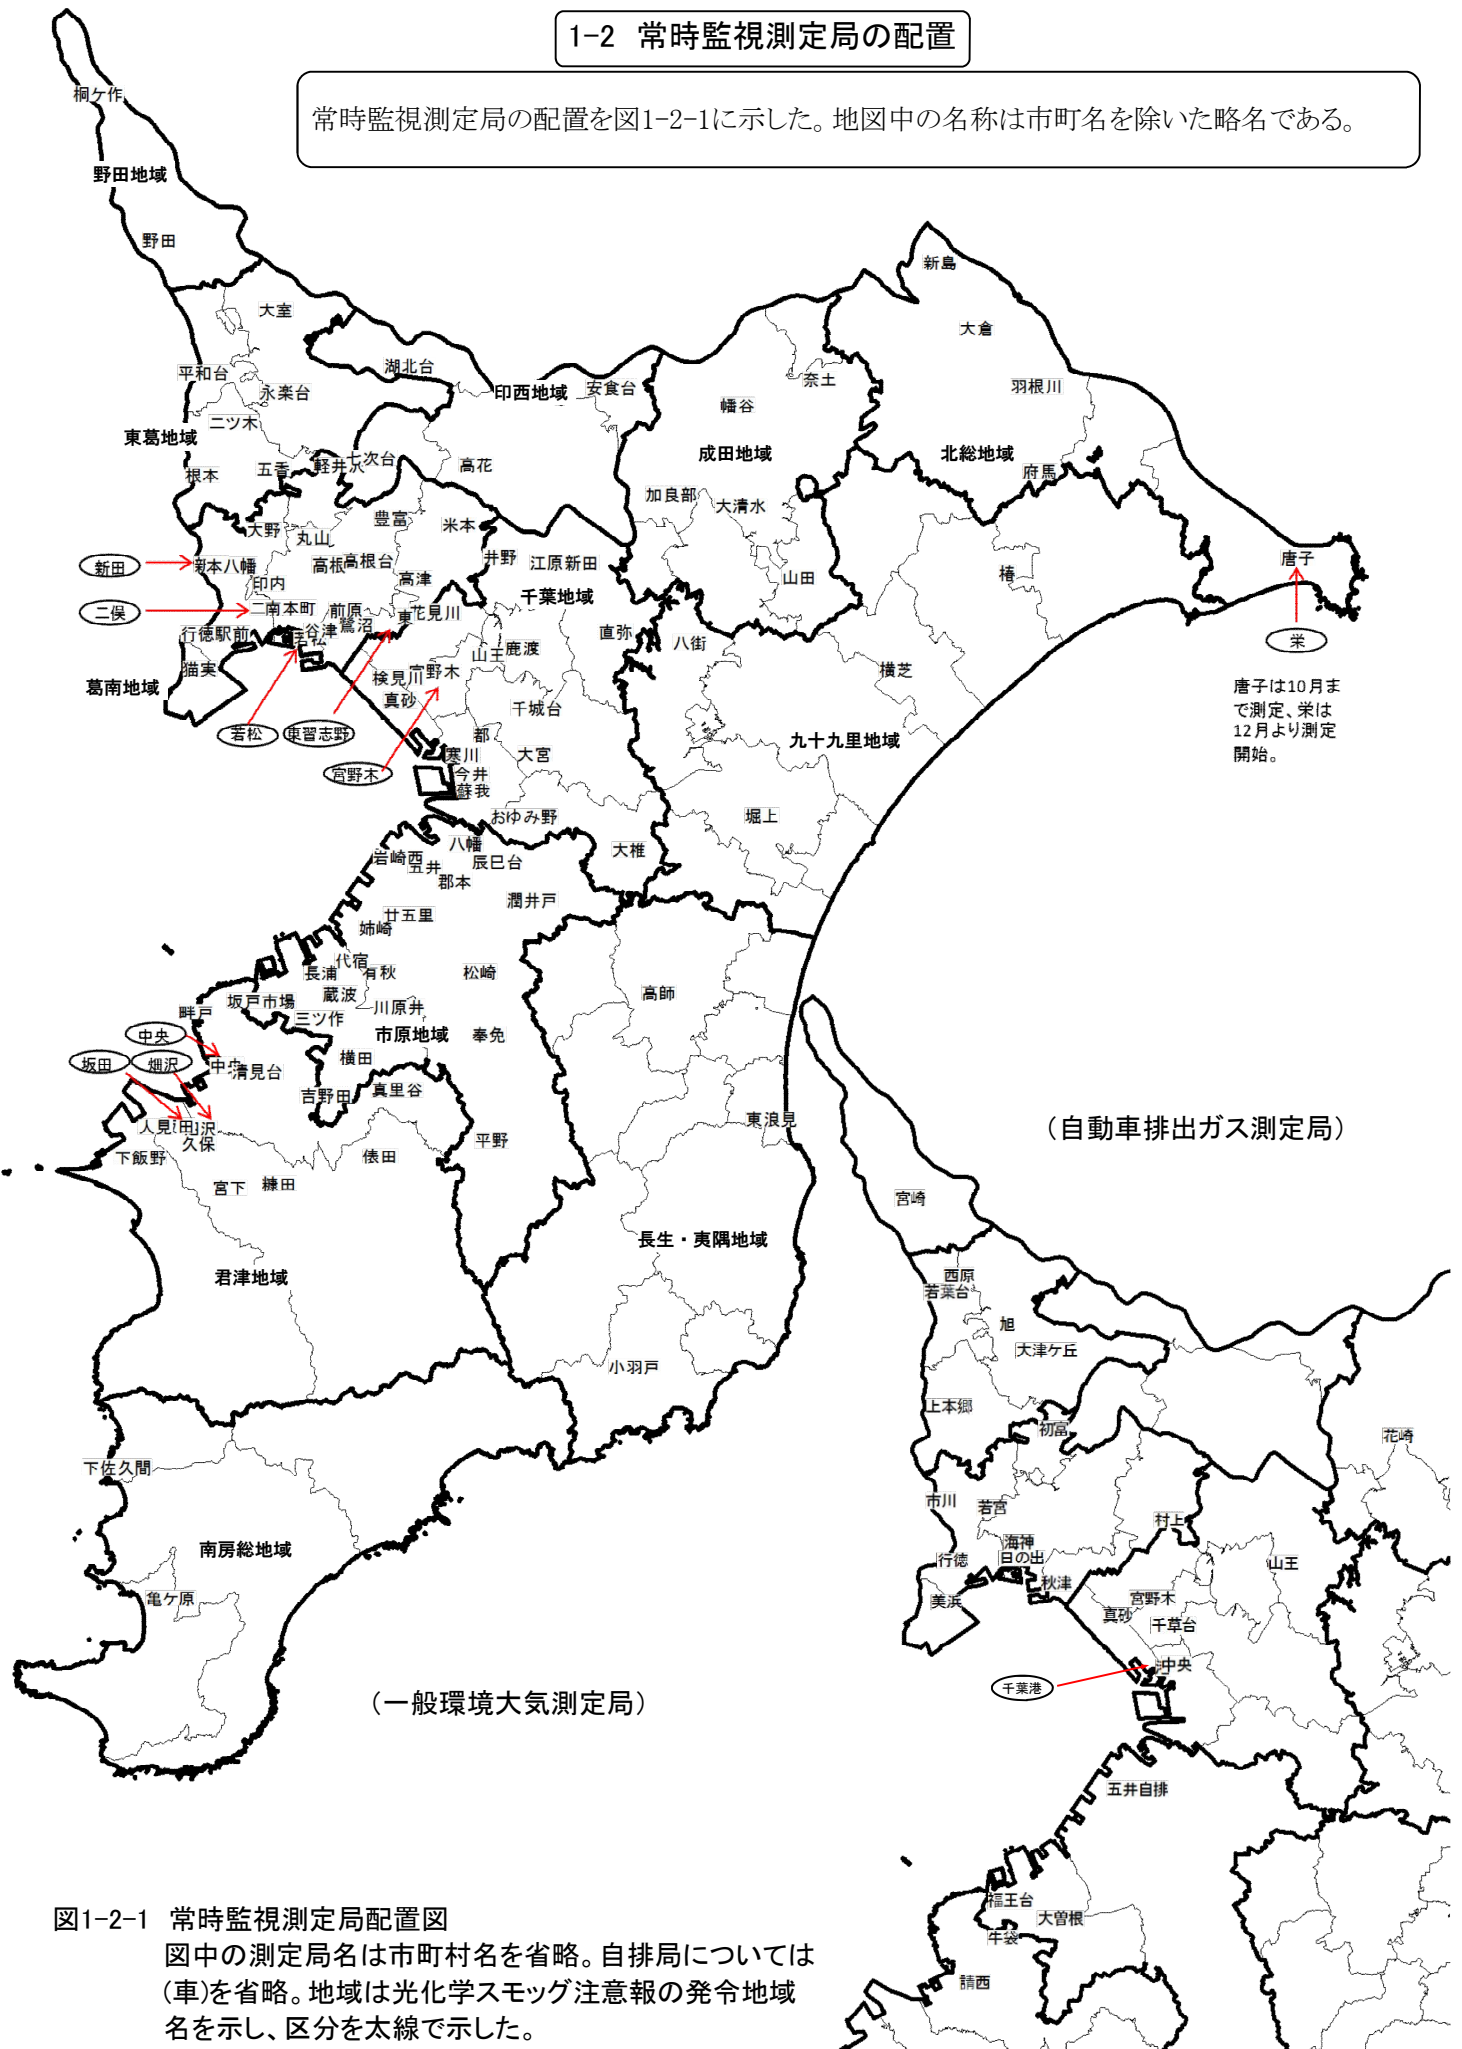 1-2 常時監視測定局の配置
常時監視測定局の配置を図1-2-1に示した。地図中の名称は市町名を除いた略名である。
桐ケ作
野田地域
野田
新島
大室
大倉
湖北台
平和台
奈土
永楽台
印西地域
安食台
羽根川
幡谷
二ツ木
東葛地域
成田地域
北総地域
五香
軽井沢
七次台
高花
根本
府馬
加良部
大清水
豊富
米本
大野
丸山
新田
本八幡
高根
高根台
井野
江原新田
唐子
印内
高津
山田
椿
千葉地域
二俣
二
南本町
前原
東
花見川
行徳駅前
谷津
鷺沼
直弥
八街
栄
猫実
山王
鹿渡
検見川
宮野木
横芝
葛南地域
真砂
千城台
唐子は10月ま
で測定、栄は
12月より測定
開始。
若松
東習志野
都
九十九里地域
寒川
大宮
宮野木
今井
蘇我
おゆみ野
堀上
八幡
岩崎西
五井
辰巳台
大椎
郡本
潤井戸
廿五里
姉崎
代宿
長浦
有秋
松崎
高師
蔵波
坂戸市場
川原井
畔戸
三ツ作
中央
市原地域
奉免
坂田
畑沢
中央
清見台
横田
吉野田
真里谷
東浪見
人見
田
沢
久保
平野
(自動車排出ガス測定局)
下飯野
俵田
宮下
糠田
宮崎
長生・夷隅地域
君津地域
西原
若葉台
旭
大津ケ丘
小羽戸
上本郷
初富
花崎
下佐久間
市川
若宮
村上
南房総地域
海神
日の出
行徳
山王
秋津
亀ケ原
美浜
宮野木
真砂
千草台
中央
千葉港
(一般環境大気測定局)
五井自排
福王台
大曽根
牛袋
請西
図1-2-1 常時監視測定局配置図
図中の測定局名は市町村名を省略。自排局については
(車)を省略。地域は光化学スモッグ注意報の発令地域
名を示し、区分を太線で示した。